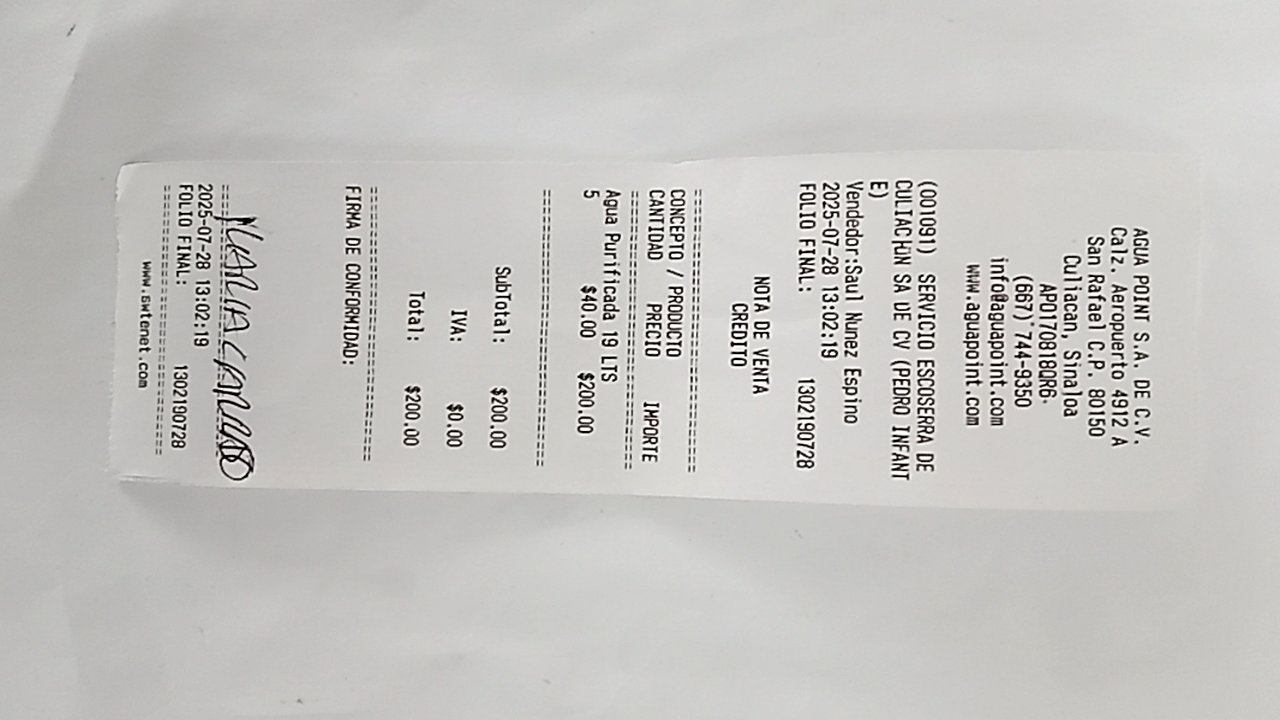 AGUA POINT S.A. DE C.V.
Calz. Aeropuerto 4912 A
San Rafael C.P. 80150
Culiacan, Sinaloa
APO170818QR6
(667) 744-9350
info@aguapoint.com
www.aguapoint.com
(001091) SERVICIO ESCOSERRA DE
CULIAC SA DE CV (PEDRO INFANT
E)
Vendedor:Saul Nunez Espino
2025-07-28 13:02:19
FOLIO FINAL: 1302190728
NOTA DE VENTA
CREDITO
CONCEPTO / PRODUCTO
CANTIDAD PRECIO IMPORTE
Agua Purificada 19 LTS
5 $40.00 $200.00
SubTotal: $200.00
IVA: $0.00
Total: $200.00
FIRMA DE CONFORMIDAD:
2025-07-28 13:02:19
FOLIO FINAL: 1302190728
www.swtenet.com